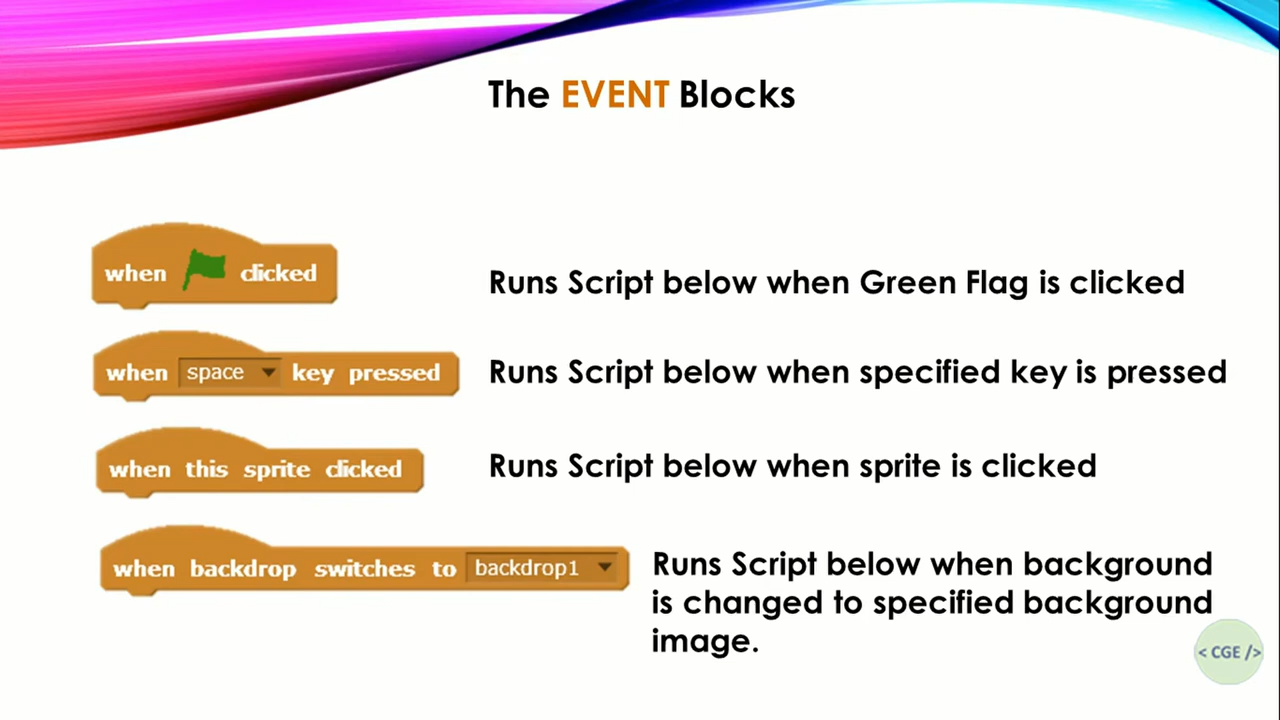 The EVENT Blocks
when clicked
Runs Script below when Green Flag is clicked
when space key pressed
Runs Script below when specified key is pressed
when this sprite clicked
Runs Script below when sprite is clicked
when backdrop switches to backdrop1
Runs Script below when background
is changed to specified background
image.
< CGE />